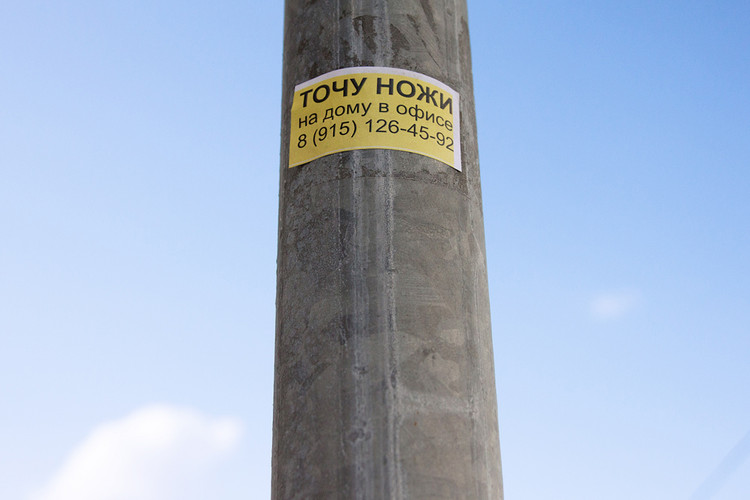 ТОЧУ НОЖИ
на дому в офисе
8 (915) 126-45-92